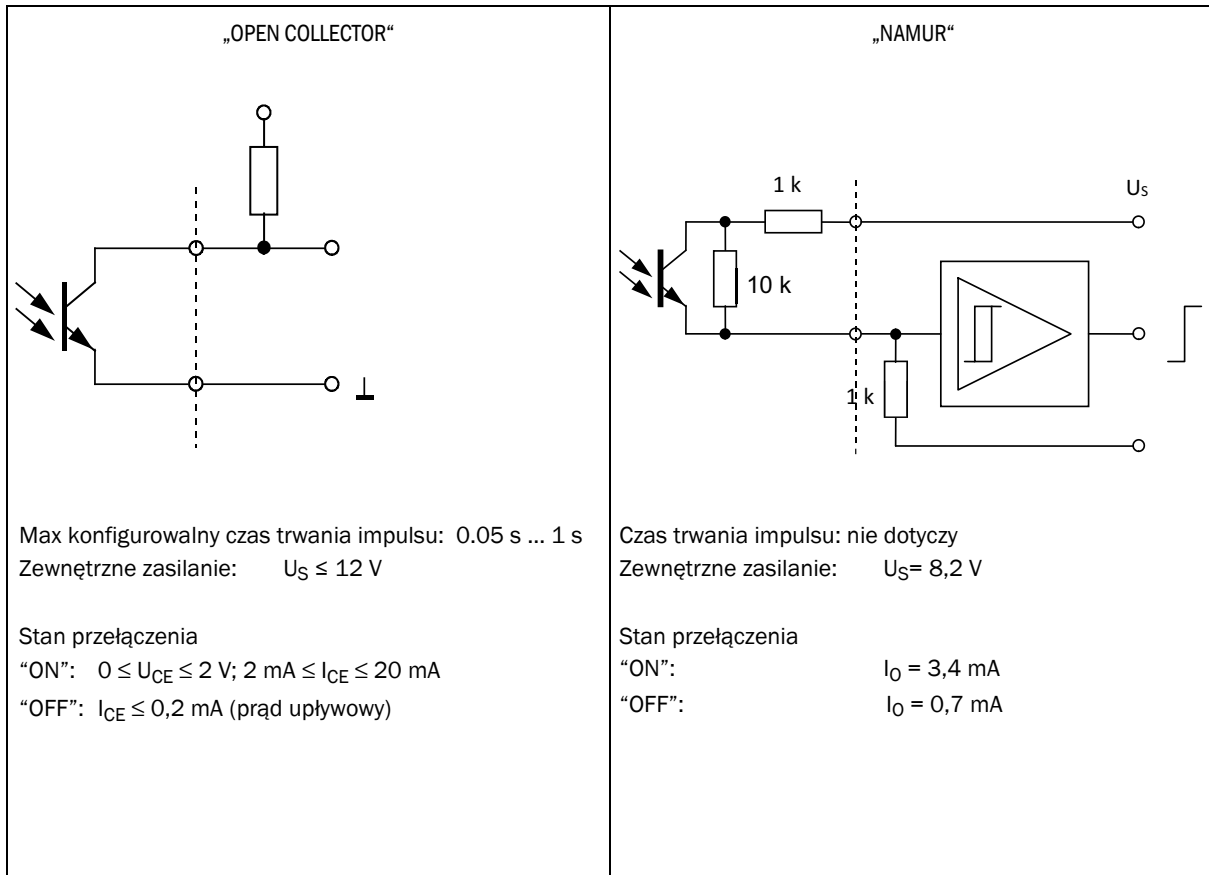 „OPEN COLLECTOR“
Max konfigurowalny czas trwania impulsu: 0.05 s ... 1 s
Zewnętrzne zasilanie: US ≤ 12 V
Stan przełączenia
“ON”: 0 ≤ UCE ≤ 2 V; 2 mA ≤ ICE ≤ 20 mA
“OFF”: ICE ≤ 0,2 mA (prąd upływowy)
„NAMUR“
1 k
Us
10 k
1 k
Czas trwania impulsu: nie dotyczy
Zewnętrzne zasilanie: US= 8,2 V
Stan przełączenia
“ON”: IO = 3,4 mA
“OFF”: IO = 0,7 mA